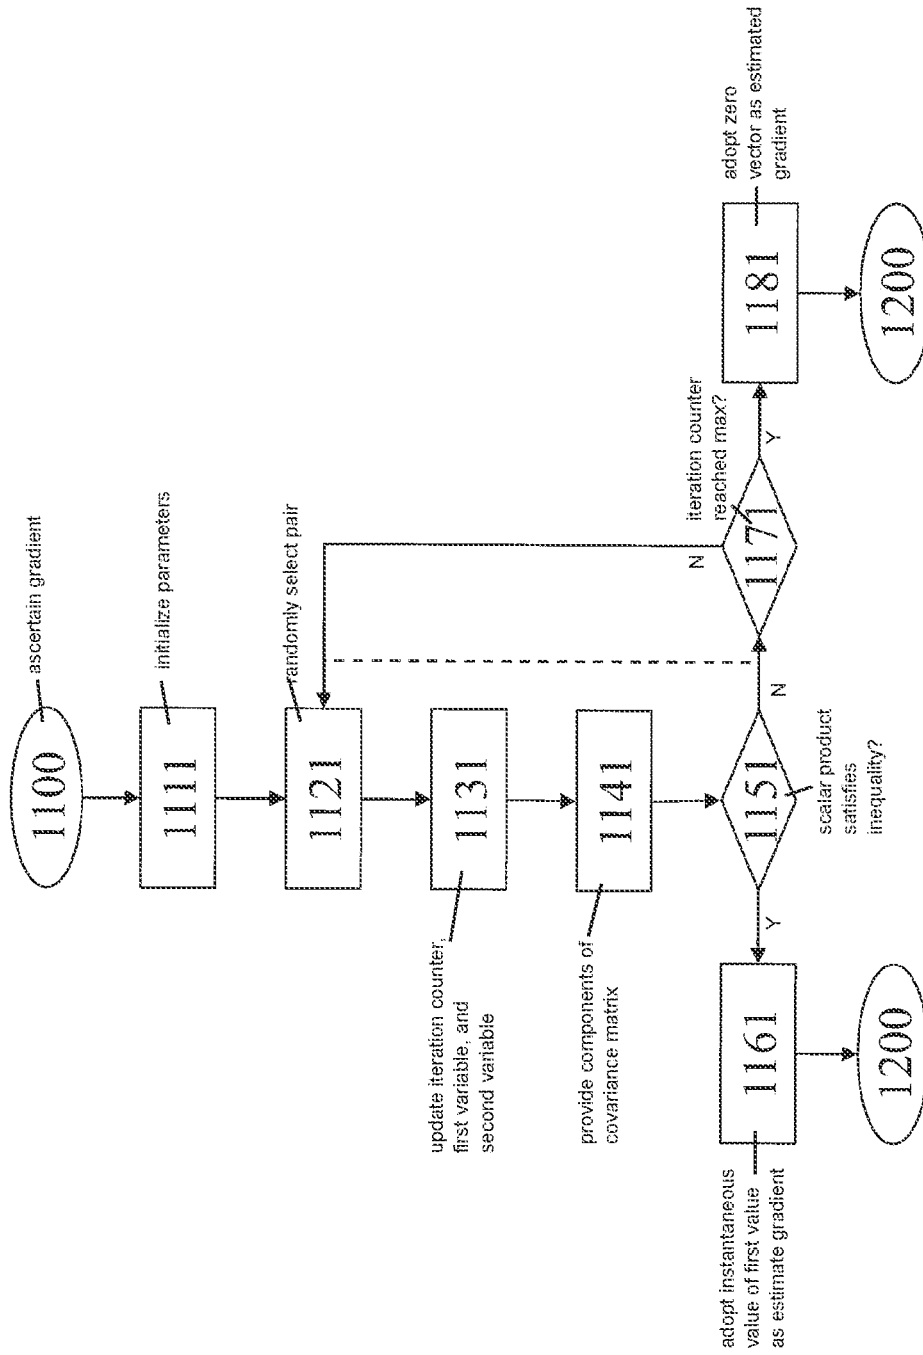 1100
ascertain gradient
1111
initialize parameters
1121
randomly select pair
1131
update iteration counter,
first variable, and
second variable
1141
provide components of
covariance matrix
1151
scalar product
satisfies
inequality?
Y
N
1161
adopt instantaneous
value of first value
as estimate gradient
1200
1171
iteration counter
reached max?
N
Y
1181
adopt zero
vector as estimated
gradient
1200